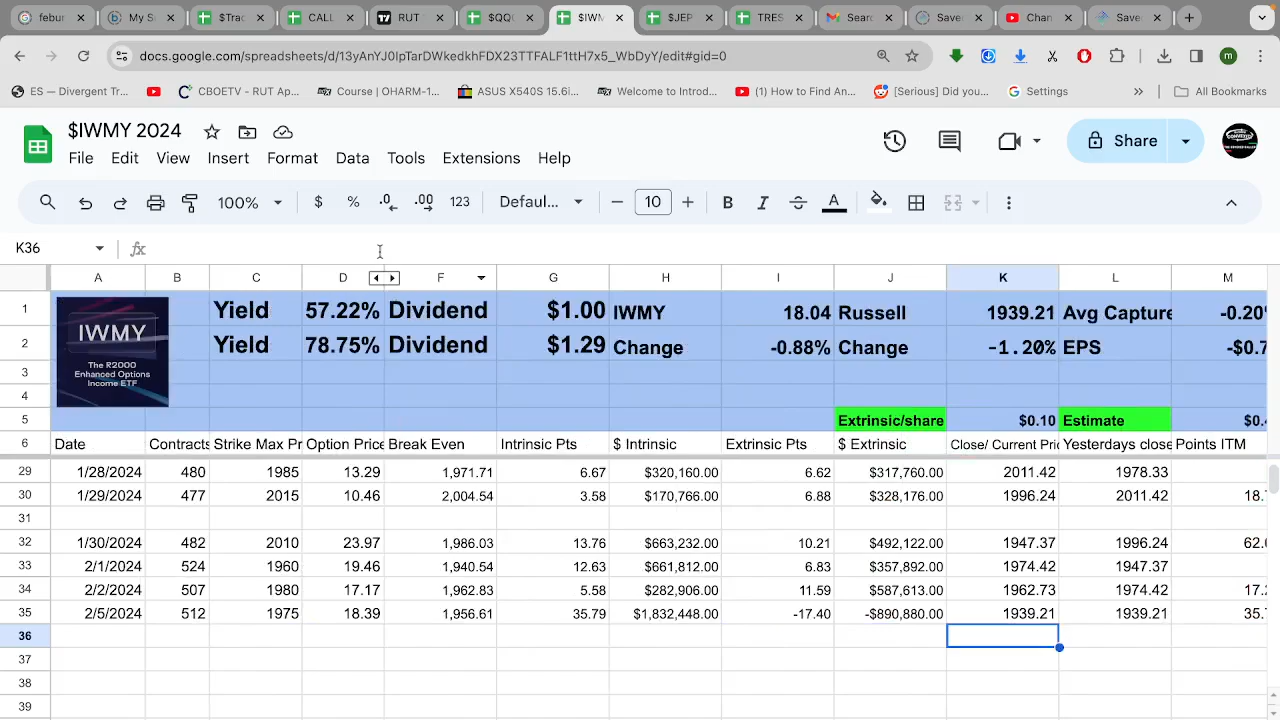 febur
My S
$Trac
CALL
RUT
$QQC
$IWM
$JEP
TRES
Sear
Save
Chan
Save
docs.google.com/spreadsheets/d/13yAnYJ0IpTarDWkedkhFDX23TTFALF1ttH7x5_WbDyY/edit#gid=0
m
ES — Divergent Tr...
CBOETV – RUT Ap...
Course | OHARM-1...
ASUS X540S 15.6i...
Welcome to Introd...
(1) How to Find An...
[Serious] Did you...
Settings
All Bookmarks
$IWMY 2024
File Edit View Insert Format Data Tools Extensions Help
Share
100% $ % .0 .00 123 Defaul... − 10 + B I A
K36
fx
A B C D F G H I J K L M
1 Yield 57.22% Dividend $1.00 IWMY 18.04 Russell 1939.21 Avg Capture -0.20
2 Yield 78.75% Dividend $1.29 Change -0.88% Change -1.20% EPS -$0.7
IWMY
The R2000
Enhanced Options
Income ETF
3
4
5 Extrinsic/share $0.10 Estimate $0.
6 Date Contracts Strike Max Pr Option Price Break Even Intrinsic Pts $ Intrinsic Extrinsic Pts $ Extrinsic Close/ Current Pric Yesterdays close Points ITM
29 1/28/2024 480 1985 13.29 1,971.71 6.67 $320,160.00 6.62 $317,760.00 2011.42 1978.33
30 1/29/2024 477 2015 10.46 2,004.54 3.58 $170,766.00 6.88 $328,176.00 1996.24 2011.42 18.
31
32 1/30/2024 482 2010 23.97 1,986.03 13.76 $663,232.00 10.21 $492,122.00 1947.37 1996.24 62.
33 2/1/2024 524 1960 19.46 1,940.54 12.63 $661,812.00 6.83 $357,892.00 1974.42 1947.37
34 2/2/2024 507 1980 17.17 1,962.83 5.58 $282,906.00 11.59 $587,613.00 1962.73 1974.42 17.
35 2/5/2024 512 1975 18.39 1,956.61 35.79 $1,832,448.00 -17.40 -$890,880.00 1939.21 1939.21 35.
36
37
38
39